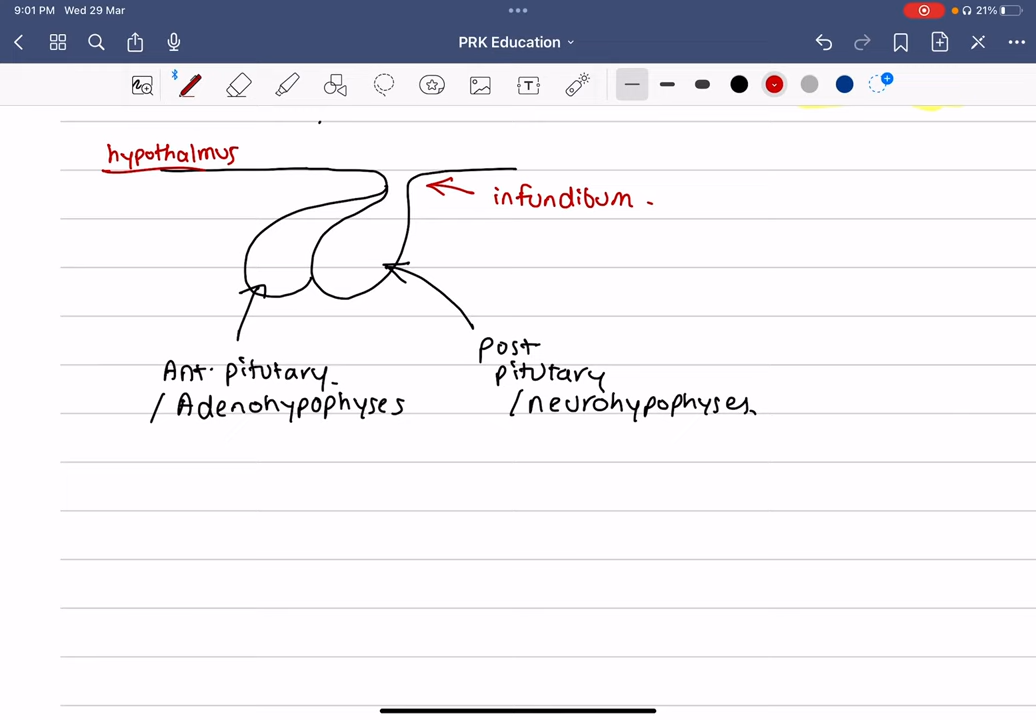 9:01 PM Wed 29 Mar
21%
PRK Education
T
hypothalmus
infundibum.
Ant. pitutary.
/ Adenohypophyses
post
pitutary
/neurohypophyses.